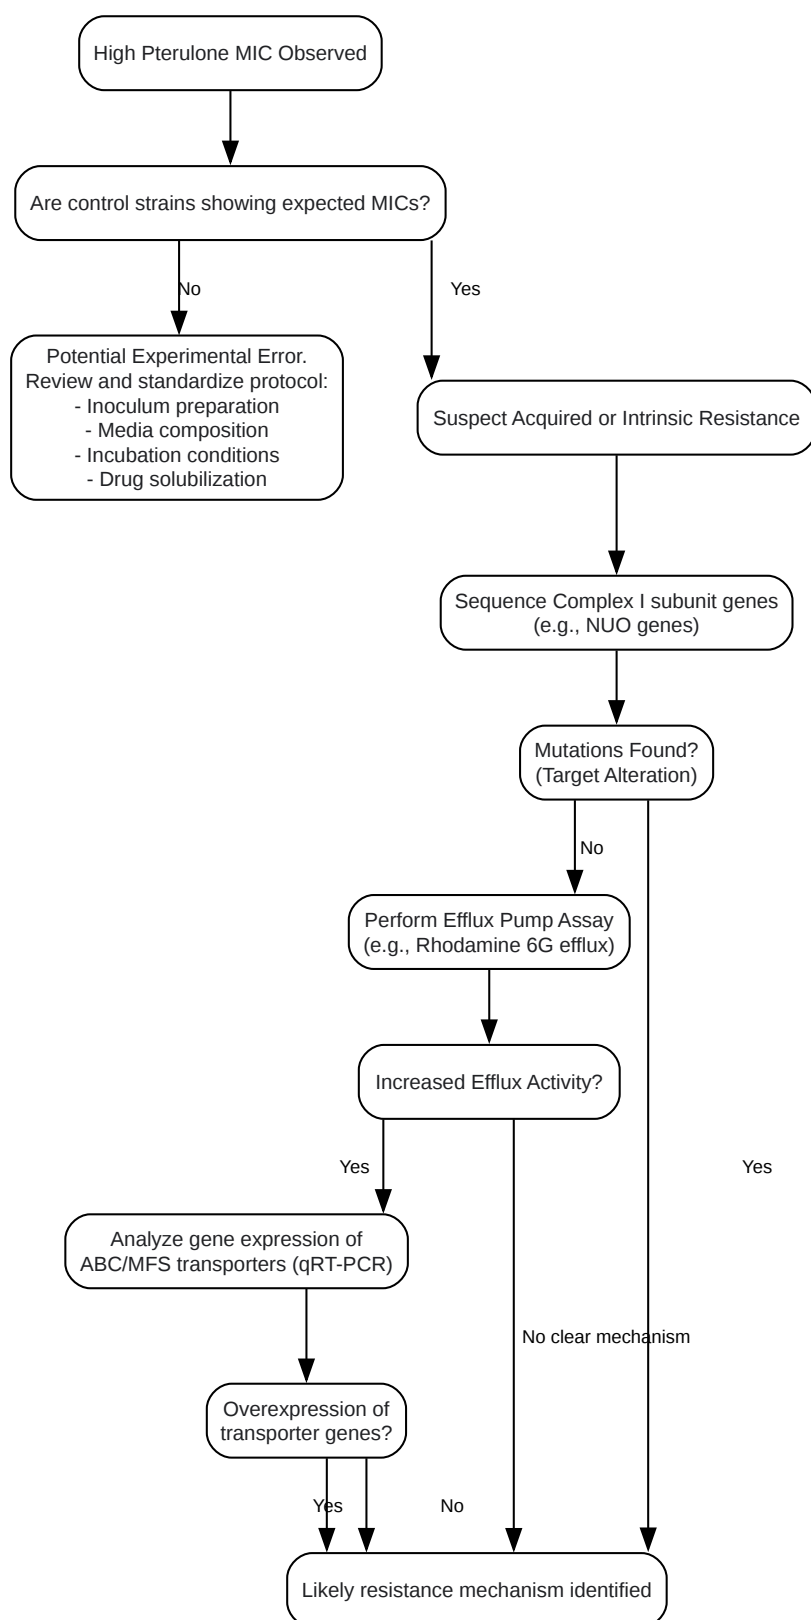 High Pterulone MIC Observed
Are control strains showing expected MICs?
No
Yes
Potential Experimental Error.
Review and standardize protocol:
- Inoculum preparation
- Media composition
- Incubation conditions
- Drug solubilization
Suspect Acquired or Intrinsic Resistance
Sequence Complex I subunit genes
(e.g., NUO genes)
Mutations Found?
(Target Alteration)
No
Perform Efflux Pump Assay
(e.g., Rhodamine 6G efflux)
Increased Efflux Activity?
Yes
Yes
Analyze gene expression of
ABC/MFS transporters (qRT-PCR)
No clear mechanism
Overexpression of
transporter genes?
Yes
No
Likely resistance mechanism identified